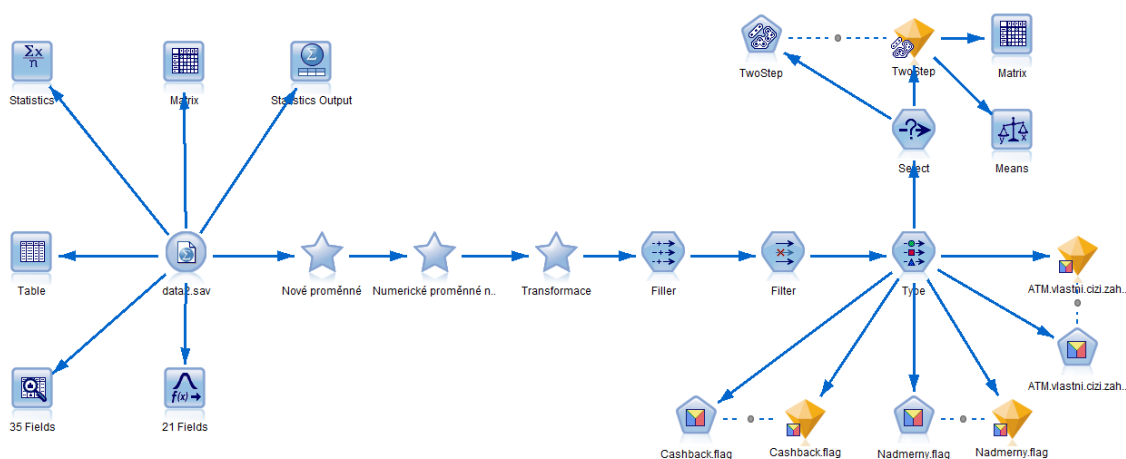 Σx
n
Statistics
Matrix
Statistics Output
TwoStep
TwoStep
Matrix
-?->
Select
y x
Means
Table
data2.sav
Nové proměnné
Numerické proměnné n..
Transformace
Filler
Filter
Type
ATM.vlastni.cizi.zah..
ATM.vlastni.cizi.zah..
35 Fields
f(x)→
21 Fields
Cashback.flag
Cashback.flag
Nadmerny.flag
Nadmerny.flag